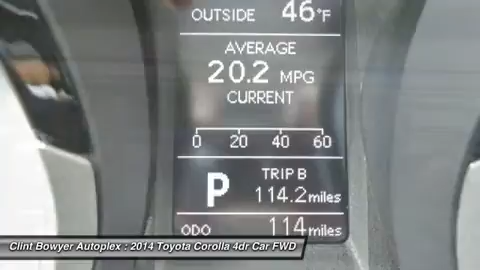 OUTSIDE 46°F
AVERAGE
20.2 MPG
CURRENT
0 20 40 60
P
TRIP B
114.2 miles
ODO 114 miles
Clint Bowyer Autoplex : 2014 Toyota Corolla 4dr Car FWD